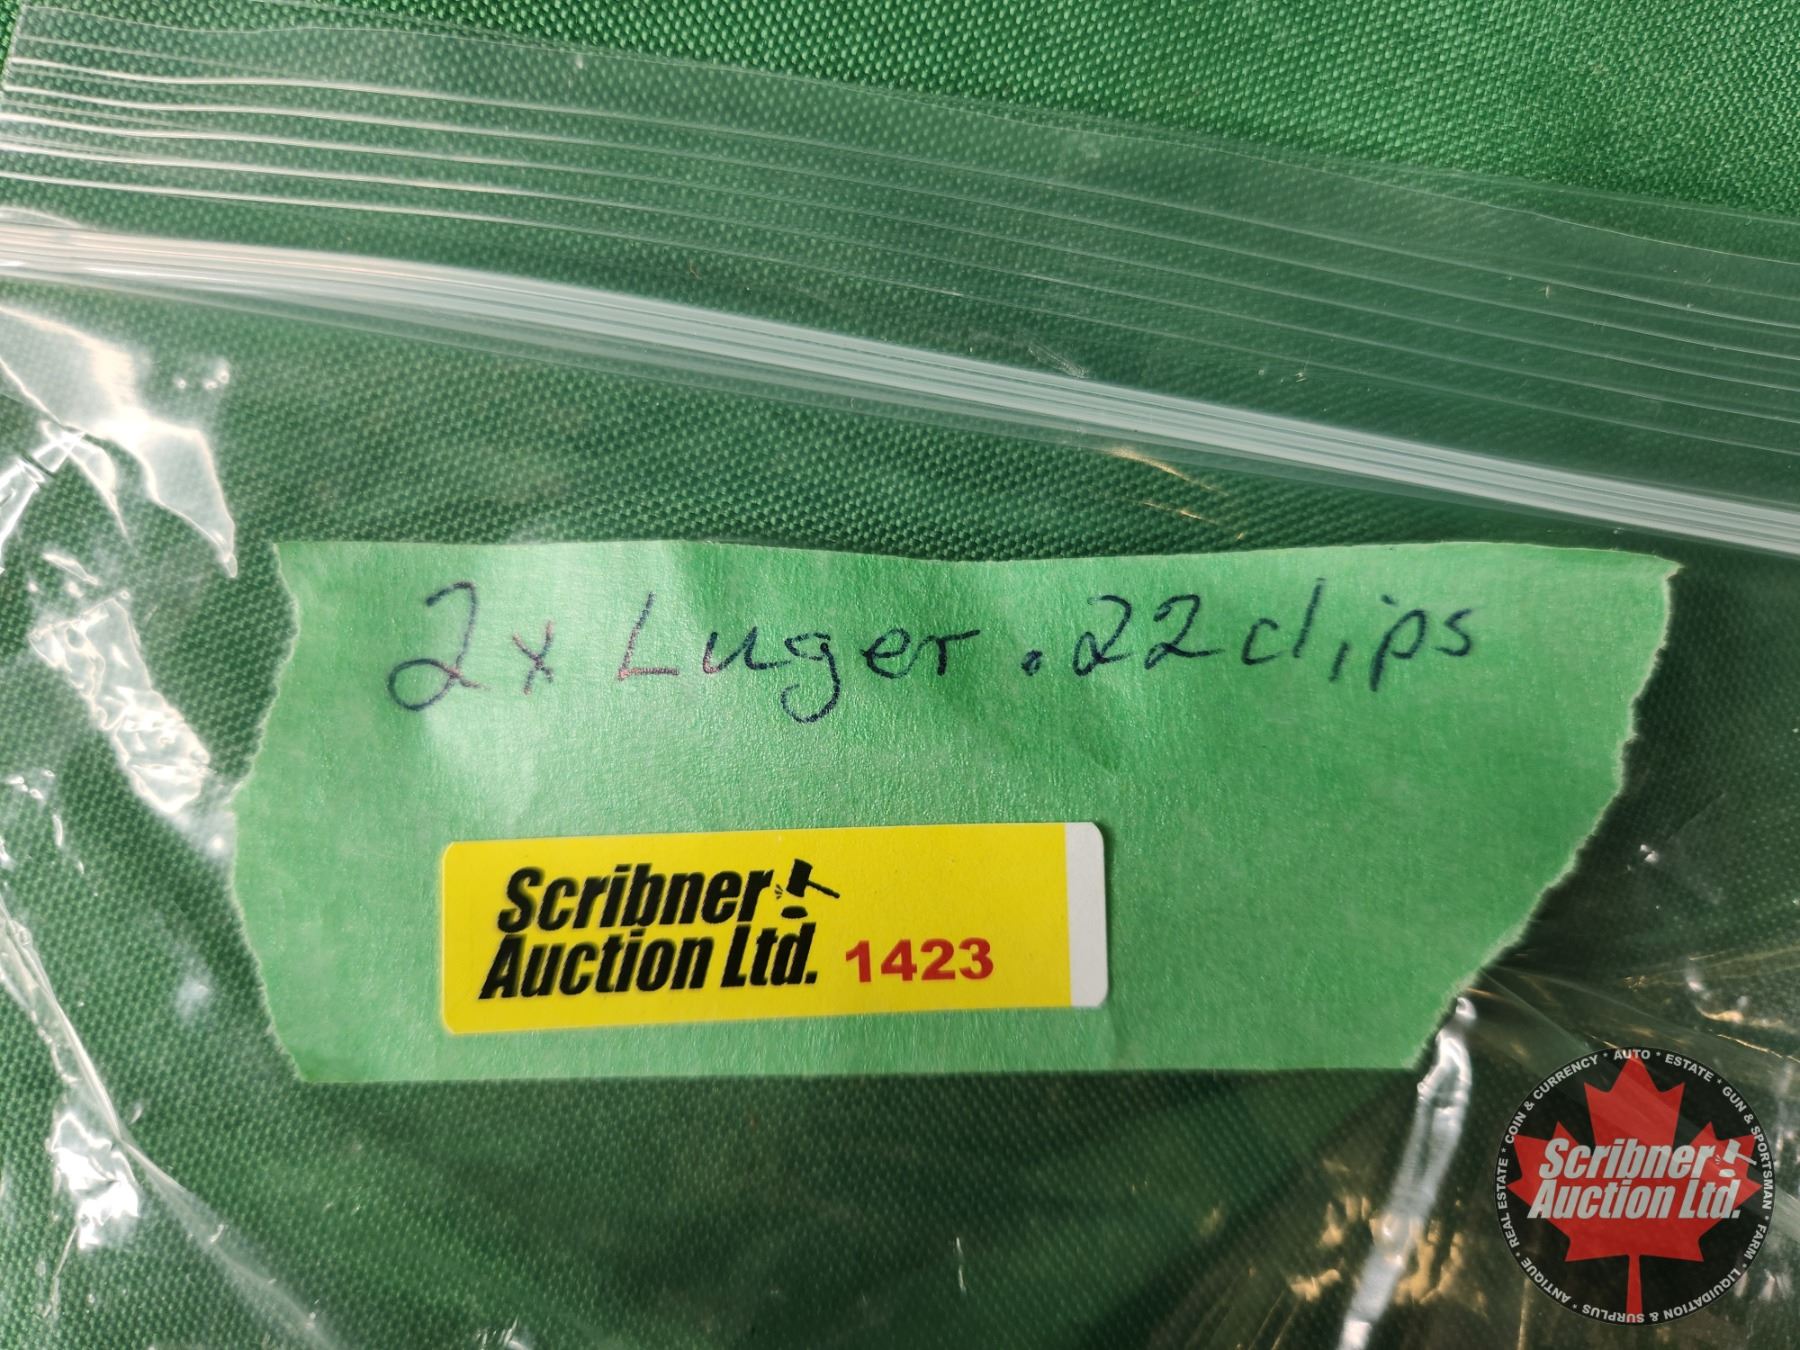 2x Luger .22 clips
Scribner
Auction Ltd. 1423
COIN & CURRENCY * AUTO * ESTATE * GUN & SPORTSMAN * FARM * LIQUIDATION & SURPLUS * ANTIQUE * REAL ESTATE *
Scribner
Auction Ltd.